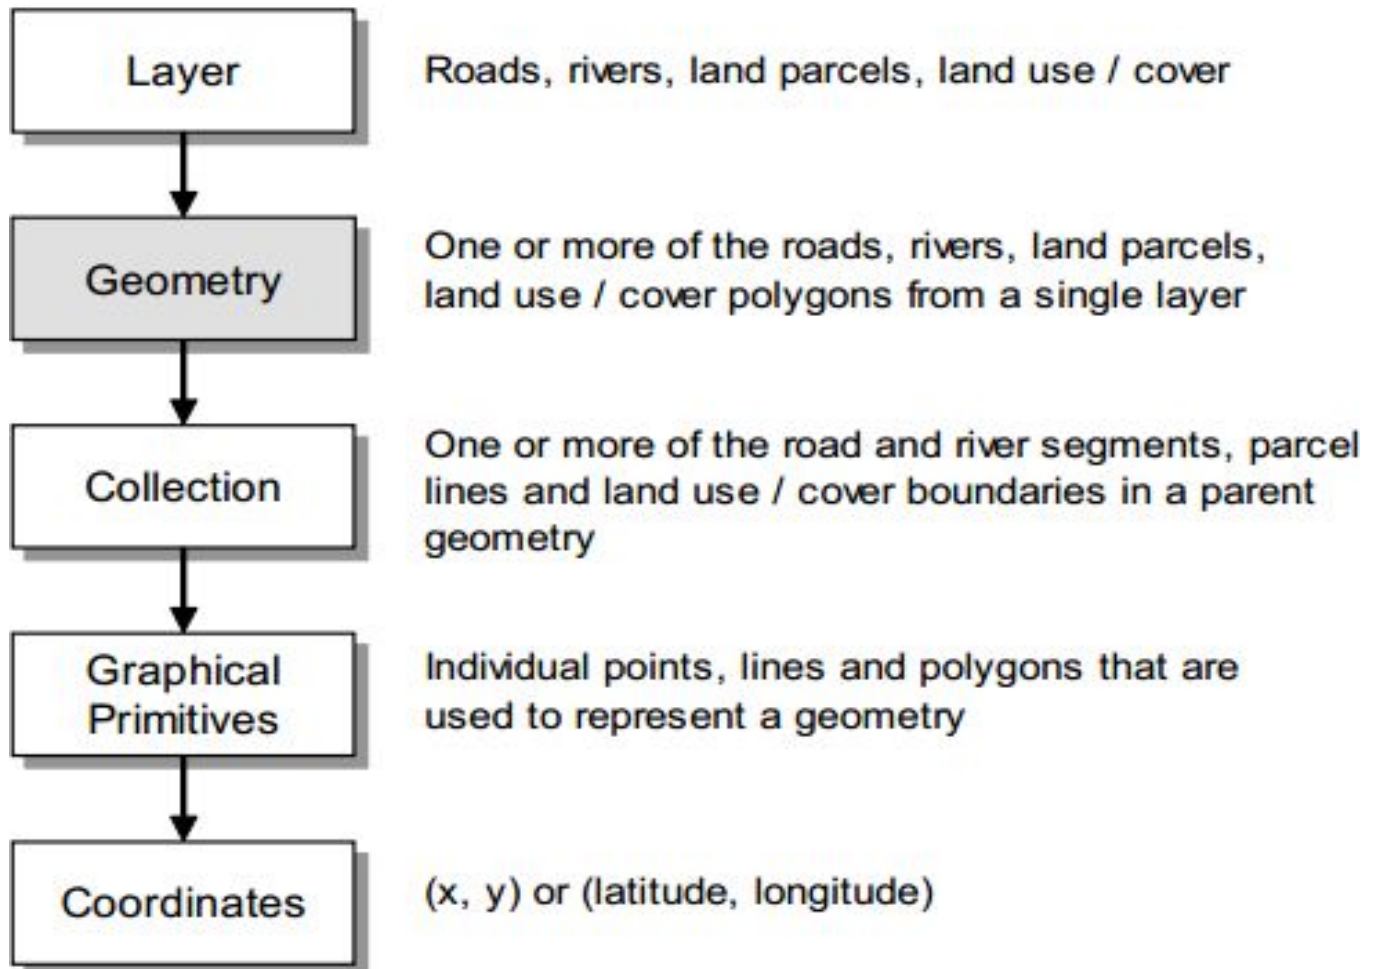 Layer
Roads, rivers, land parcels, land use / cover
Geometry
One or more of the roads, rivers, land parcels,
land use / cover polygons from a single layer
Collection
One or more of the road and river segments, parcel
lines and land use / cover boundaries in a parent
geometry
Graphical
Primitives
Individual points, lines and polygons that are
used to represent a geometry
Coordinates
(x, y) or (latitude, longitude)